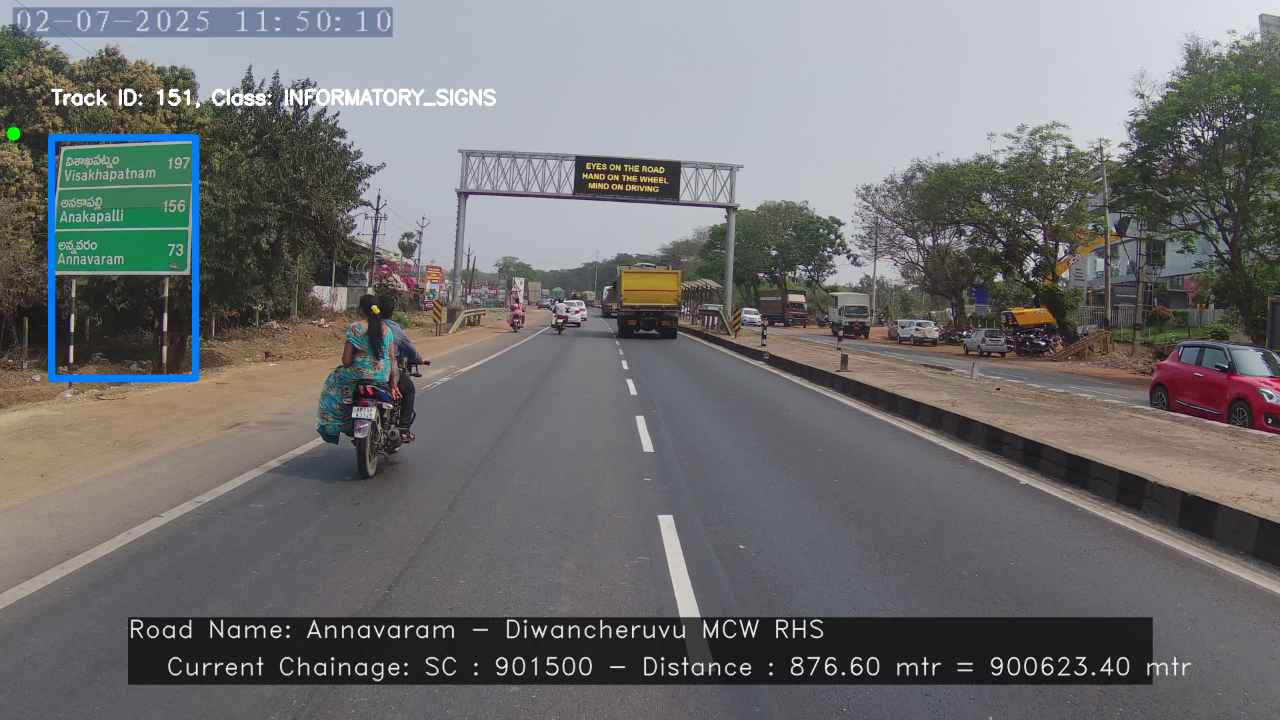 02-07-2025 11:50:10
Track ID: 151, Class: INFORMATORY_SIGNS
విశాఖపట్నం
Visakhapatnam 197
అనకాపల్లి
Anakapalli 156
అన్నవరం
Annavaram 73
EYES ON THE ROAD
HAND ON THE WHEEL
MIND ON DRIVING
Road Name: Annavaram - Diwancheruvu MCW RHS
Current Chainage: SC : 901500 - Distance : 876.60 mtr = 900623.40 mtr